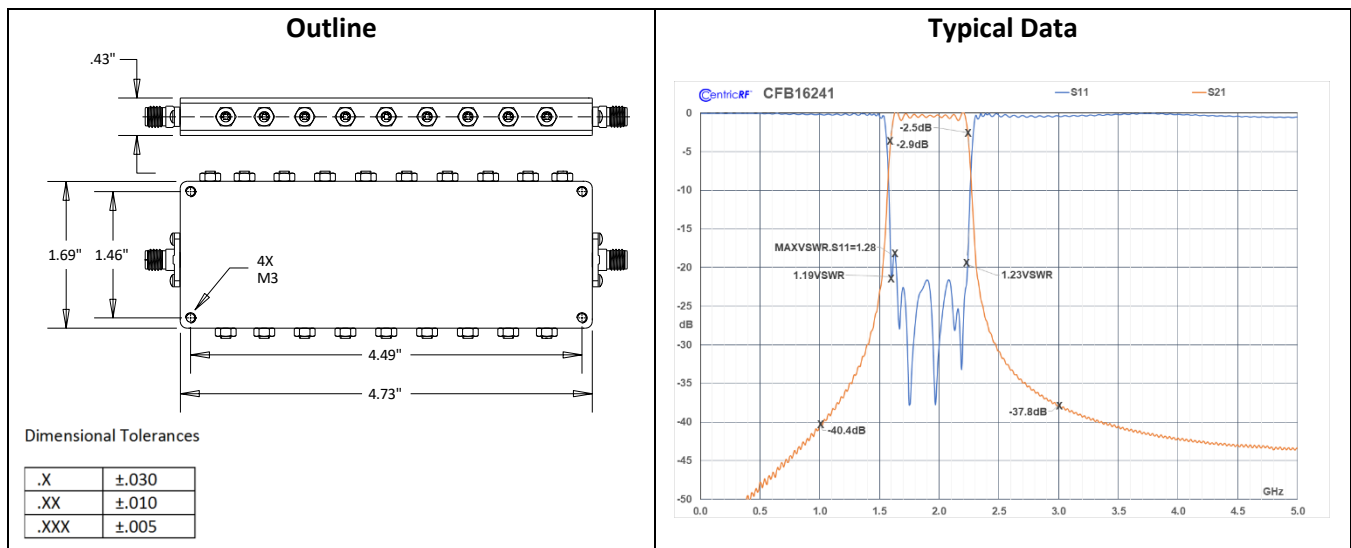 Outline
.43"
1.69"
1.46"
4X
M3
4.49"
4.73"
Dimensional Tolerances
.X ±.030
.XX ±.010
.XXX ±.005
Typical Data
CentricRF CFB16241
S11 S21
0
-5
-10
-15
-20
-25
dB
-30
-35
-40
-45
-50
-2.5dB
-2.9dB
MAXVSWR.S11=1.28
1.19VSWR
1.23VSWR
-40.4dB
-37.8dB
GHz
0.0 0.5 1.0 1.5 2.0 2.5 3.0 3.5 4.0 4.5 5.0